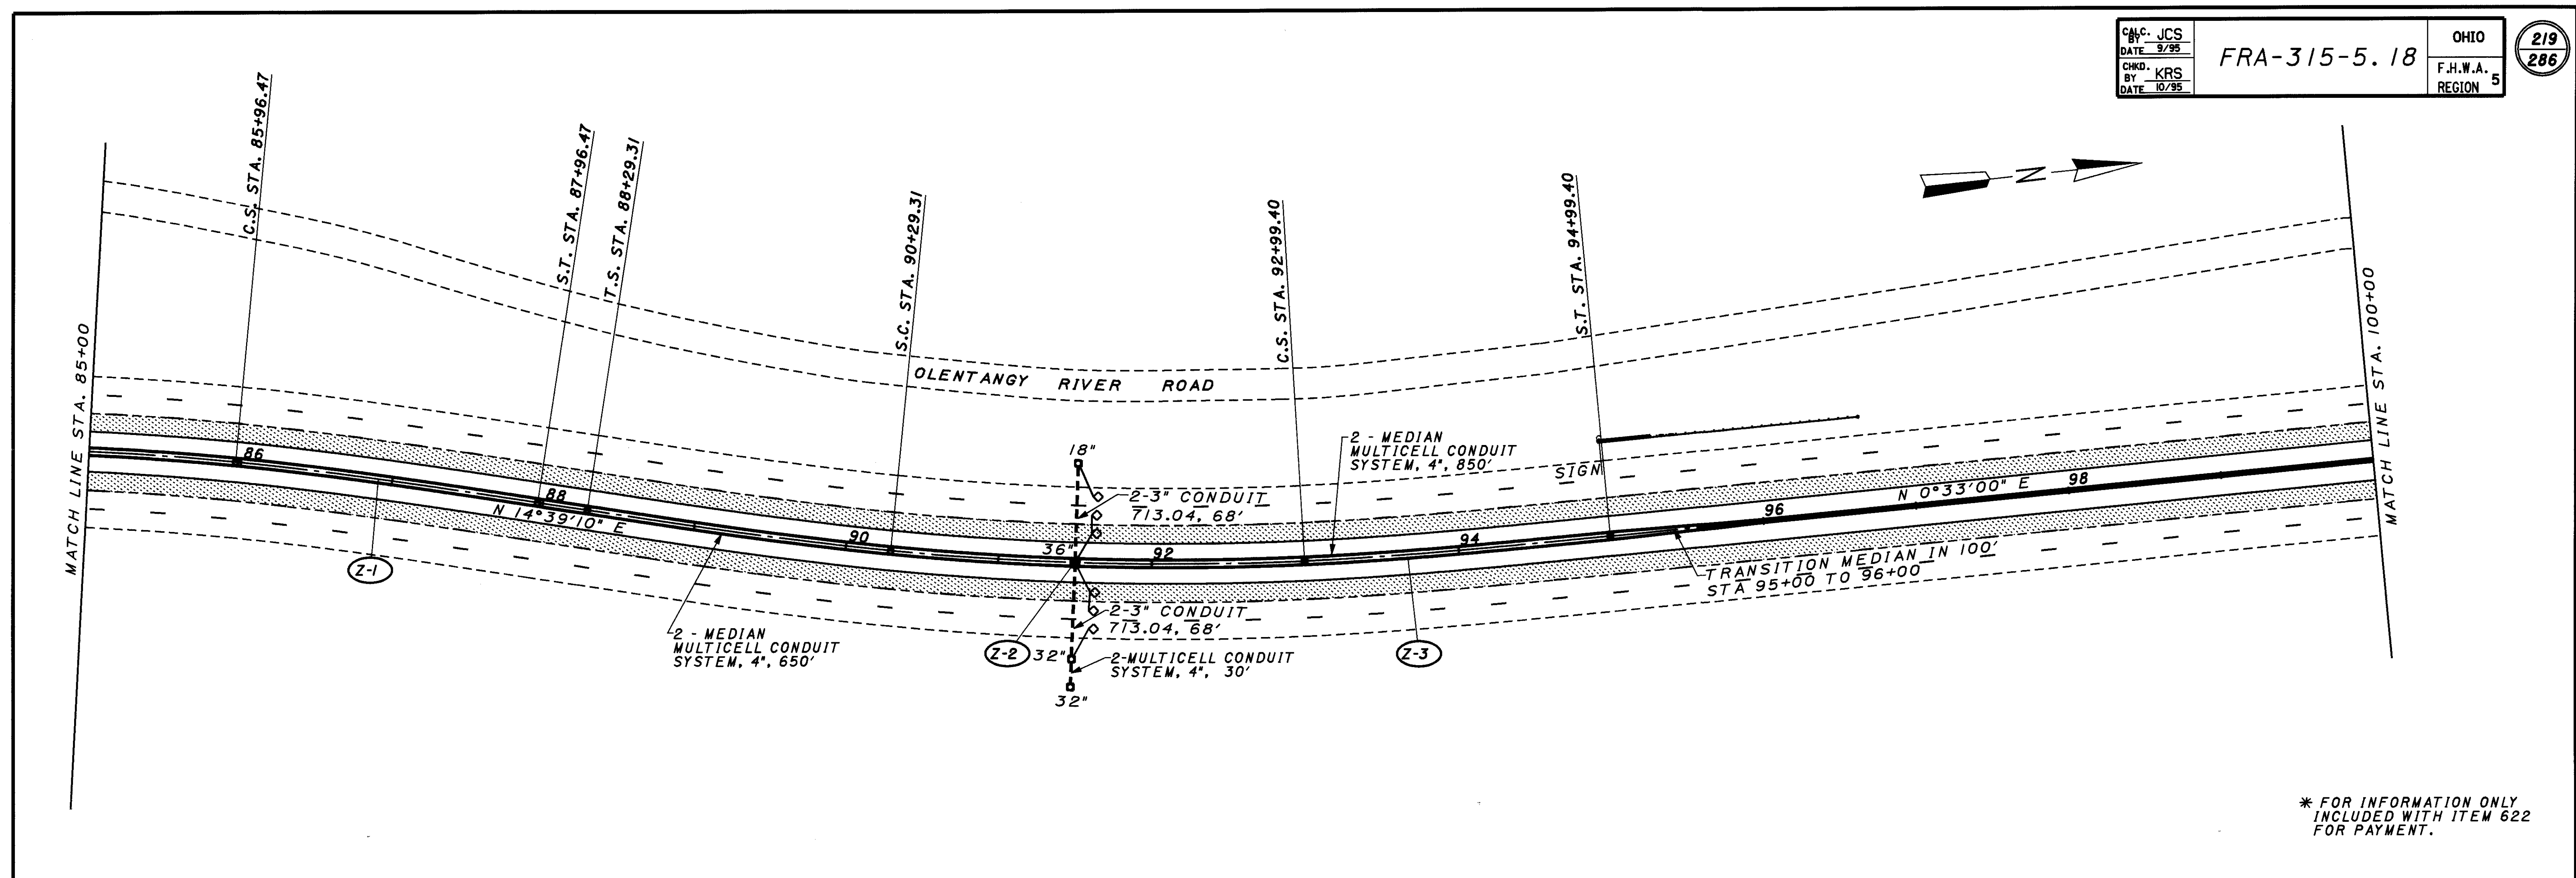 CALC. BY JCS
DATE 9/95
CHKD. BY KRS
DATE 10/95
FRA-315-5.18
OHIO
F.H.W.A.
REGION 5
219
286
C.S. STA. 85+96.47
S.T. STA. 87+96.47
T.S. STA. 88+29.31
S.C. STA. 90+29.31
C.S. STA. 92+99.40
S.T. STA. 94+99.40
N
MATCH LINE STA. 85+00
MATCH LINE STA. 100+00
OLENTANGY RIVER ROAD
86
88
90
92
94
96
98
N 14°39'10" E
N 0°33'00" E
18"
2-3" CONDUIT
713.04, 68'
36"
2 - MEDIAN
MULTICELL CONDUIT
SYSTEM, 4", 850'
SIGN
TRANSITION MEDIAN IN 100'
STA 95+00 TO 96+00
Z-1
2 - MEDIAN
MULTICELL CONDUIT
SYSTEM, 4", 650'
2-3" CONDUIT
713.04, 68'
Z-2
32"
2-MULTICELL CONDUIT
SYSTEM, 4", 30'
32"
Z-3
* FOR INFORMATION ONLY
INCLUDED WITH ITEM 622
FOR PAYMENT.